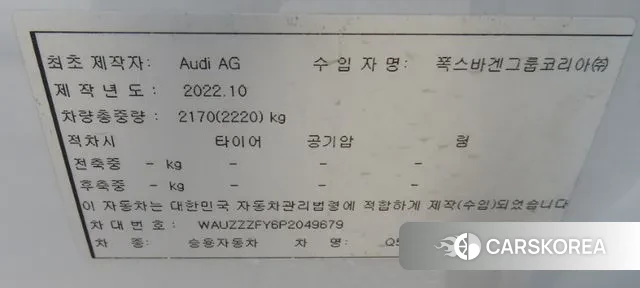 최초 제작자: Audi AG 수 입 자 명: 폭스바겐그룹코리아㈜
제 작 년 도 : 2022.10
차량총중량 : 2170(2220) kg
적차시 타이어 공기압 림
전축중 - kg - - -
후축중 - kg - - -
이 자동차는 대한민국 자동차관리법령에 적합하게 제작(수입)되었습니다
차 대 번 호 : WAUZZZFY6P2049679
차 종: 승용자동차 차 명: Q5
CARSKOREA